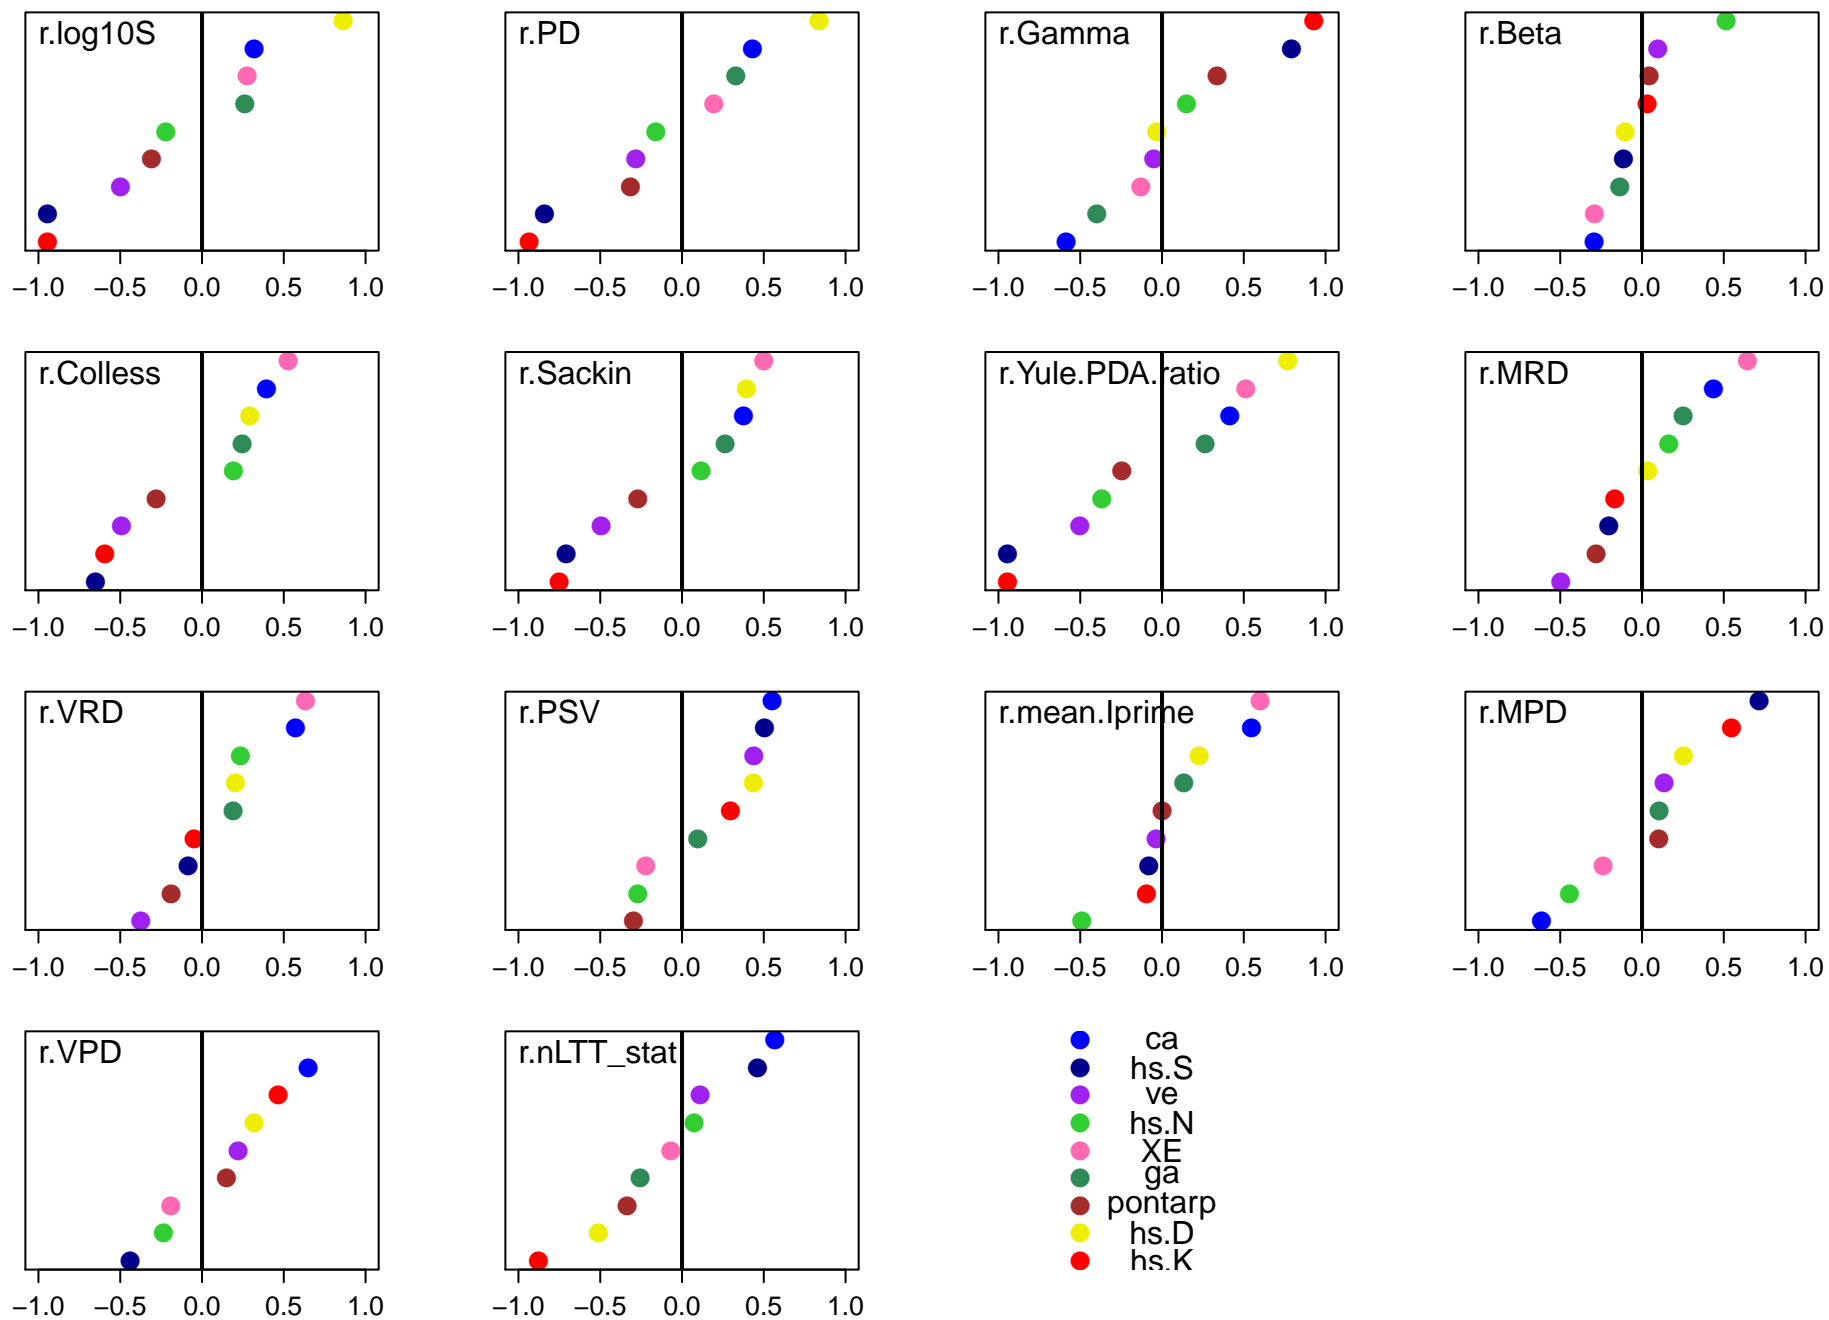 r.log10S
−1.0 −0.5 0.0 0.5 1.0
r.PD
−1.0 −0.5 0.0 0.5 1.0
r.Gamma
−1.0 −0.5 0.0 0.5 1.0
r.Beta
−1.0 −0.5 0.0 0.5 1.0
r.Colless
−1.0 −0.5 0.0 0.5 1.0
r.Sackin
−1.0 −0.5 0.0 0.5 1.0
r.Yule.PDA.ratio
−1.0 −0.5 0.0 0.5 1.0
r.MRD
−1.0 −0.5 0.0 0.5 1.0
r.VRD
−1.0 −0.5 0.0 0.5 1.0
r.PSV
−1.0 −0.5 0.0 0.5 1.0
r.mean.Iprime
−1.0 −0.5 0.0 0.5 1.0
r.MPD
−1.0 −0.5 0.0 0.5 1.0
r.VPD
−1.0 −0.5 0.0 0.5 1.0
r.nLTT_stat
−1.0 −0.5 0.0 0.5 1.0
ca
hs.S
ve
hs.N
XE
ga
pontarp
hs.D
hs.K